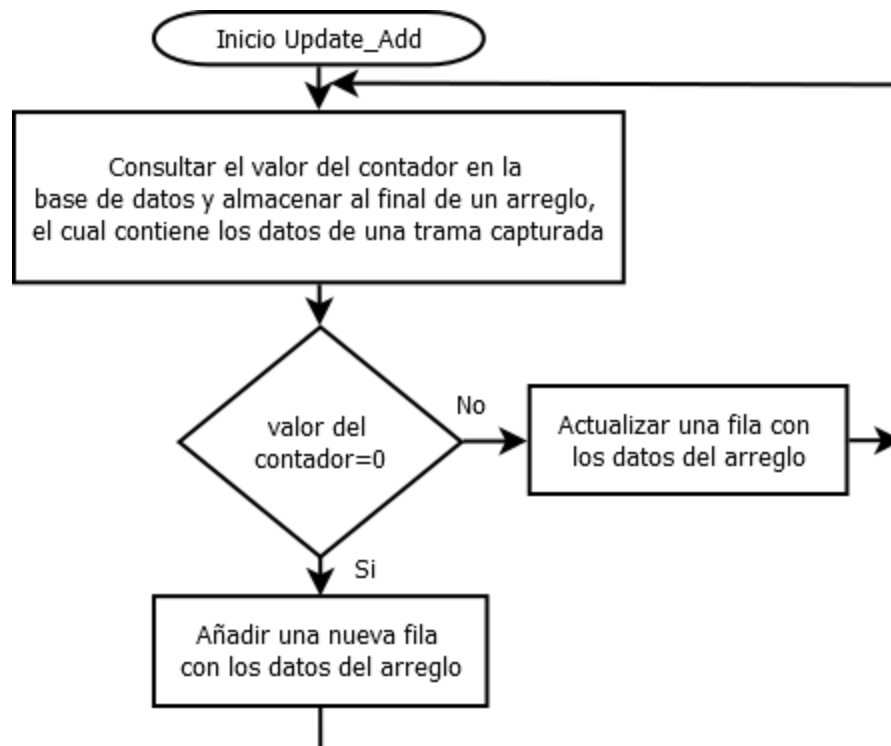 Inicio Update_Add
Consultar el valor del contador en la
base de datos y almacenar al final de un arreglo,
el cual contiene los datos de una trama capturada
valor del
contador=0
No
Actualizar una fila con
los datos del arreglo
Si
Añadir una nueva fila
con los datos del arreglo